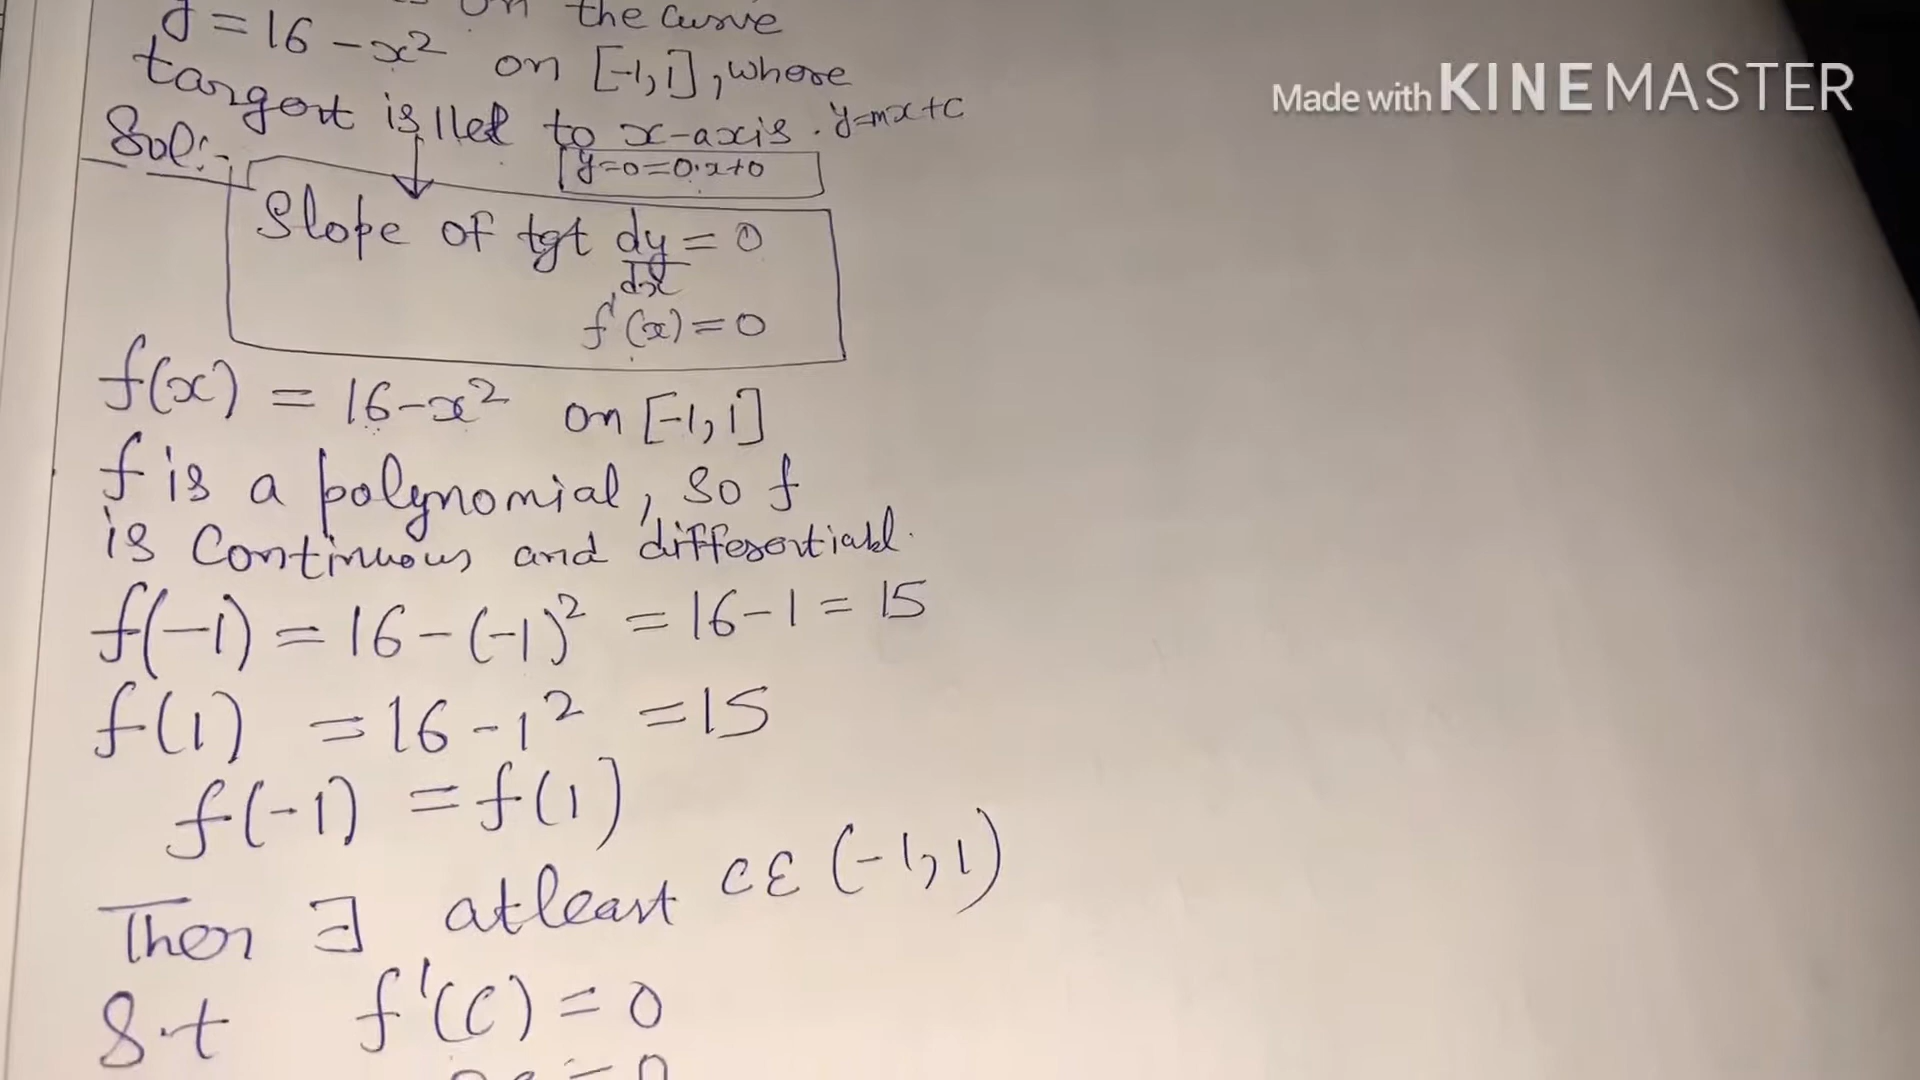 on the curve
y = 16 - x² on [-1, 1], where
tangent is ||el to x-axis. y=mx+c
Sol:-
y=0=0·x+0
Slope of tgt dy/dx = 0
f'(x) = 0
f(x) = 16-x² on [-1, 1]
f is a polynomial, so f
is continuous and differentiabl.
f(-1) = 16-(-1)² = 16-1 = 15
f(1) = 16-1² = 15
f(-1) = f(1)
Then ∃ atleast c∈(-1, 1)
s.t f'(c) = 0
= 0
Made with KINEMASTER